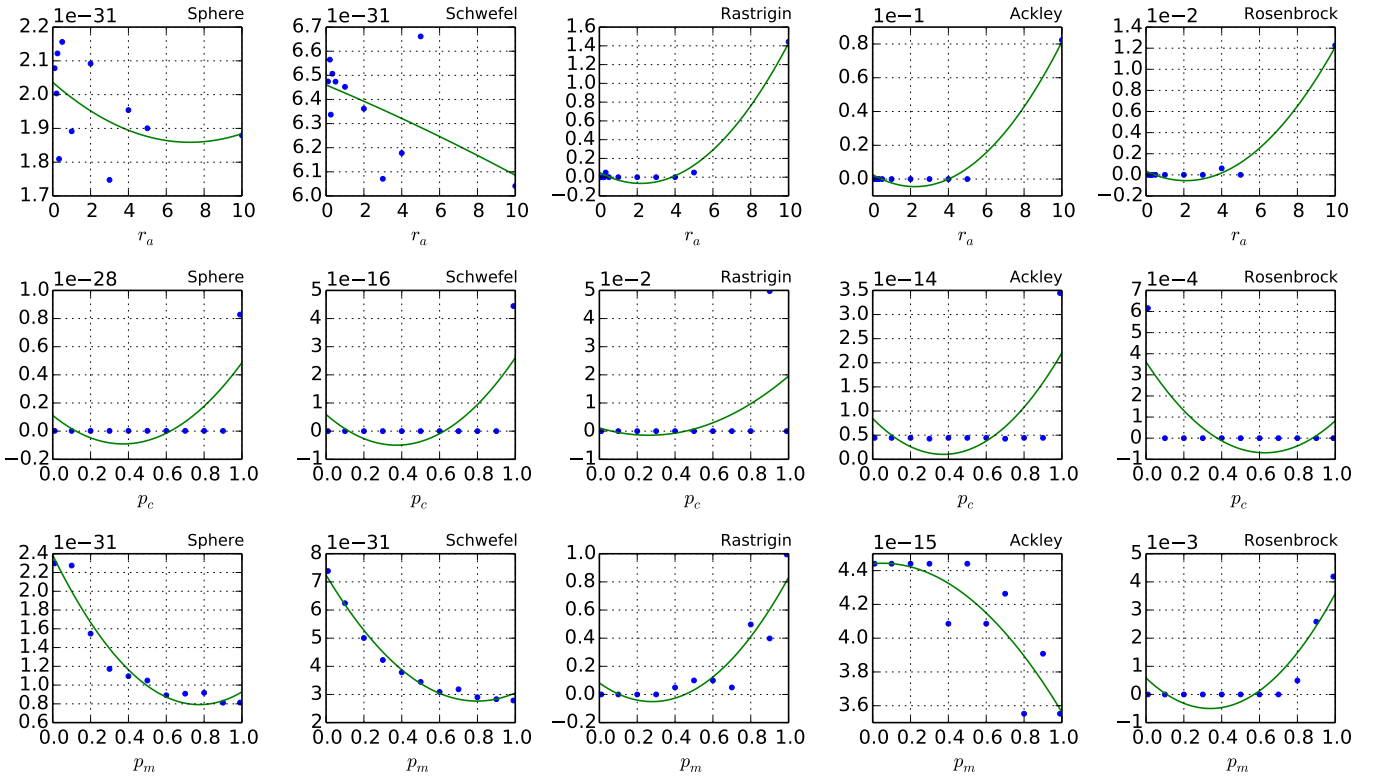 1e−31 Sphere
2.2
2.1
2.0
1.9
1.8
1.7
0 2 4 6 8 10
r_a
1e−31 Schwefel
6.7
6.6
6.5
6.4
6.3
6.2
6.1
6.0
0 2 4 6 8 10
r_a
Rastrigin
1.6
1.4
1.2
1.0
0.8
0.6
0.4
0.2
0.0
−0.2
0 2 4 6 8 10
r_a
1e−1 Ackley
0.8
0.6
0.4
0.2
0.0
0 2 4 6 8 10
r_a
1e−2 Rosenbrock
1.4
1.2
1.0
0.8
0.6
0.4
0.2
0.0
−0.2
0 2 4 6 8 10
r_a
1e−28 Sphere
1.0
0.8
0.6
0.4
0.2
0.0
−0.2
0.0 0.2 0.4 0.6 0.8 1.0
p_c
1e−16 Schwefel
5
4
3
2
1
0
−1
0.0 0.2 0.4 0.6 0.8 1.0
p_c
1e−2 Rastrigin
5
4
3
2
1
0
−1
0.0 0.2 0.4 0.6 0.8 1.0
p_c
1e−14 Ackley
3.5
3.0
2.5
2.0
1.5
1.0
0.5
0.0
0.0 0.2 0.4 0.6 0.8 1.0
p_c
1e−4 Rosenbrock
7
6
5
4
3
2
1
0
−1
0.0 0.2 0.4 0.6 0.8 1.0
p_c
1e−31 Sphere
2.4
2.2
2.0
1.8
1.6
1.4
1.2
1.0
0.8
0.6
0.0 0.2 0.4 0.6 0.8 1.0
p_m
1e−31 Schwefel
8
7
6
5
4
3
2
0.0 0.2 0.4 0.6 0.8 1.0
p_m
Rastrigin
1.0
0.8
0.6
0.4
0.2
0.0
−0.2
0.0 0.2 0.4 0.6 0.8 1.0
p_m
1e−15 Ackley
4.4
4.2
4.0
3.8
3.6
0.0 0.2 0.4 0.6 0.8 1.0
p_m
1e−3 Rosenbrock
5
4
3
2
1
0
−1
0.0 0.2 0.4 0.6 0.8 1.0
p_m